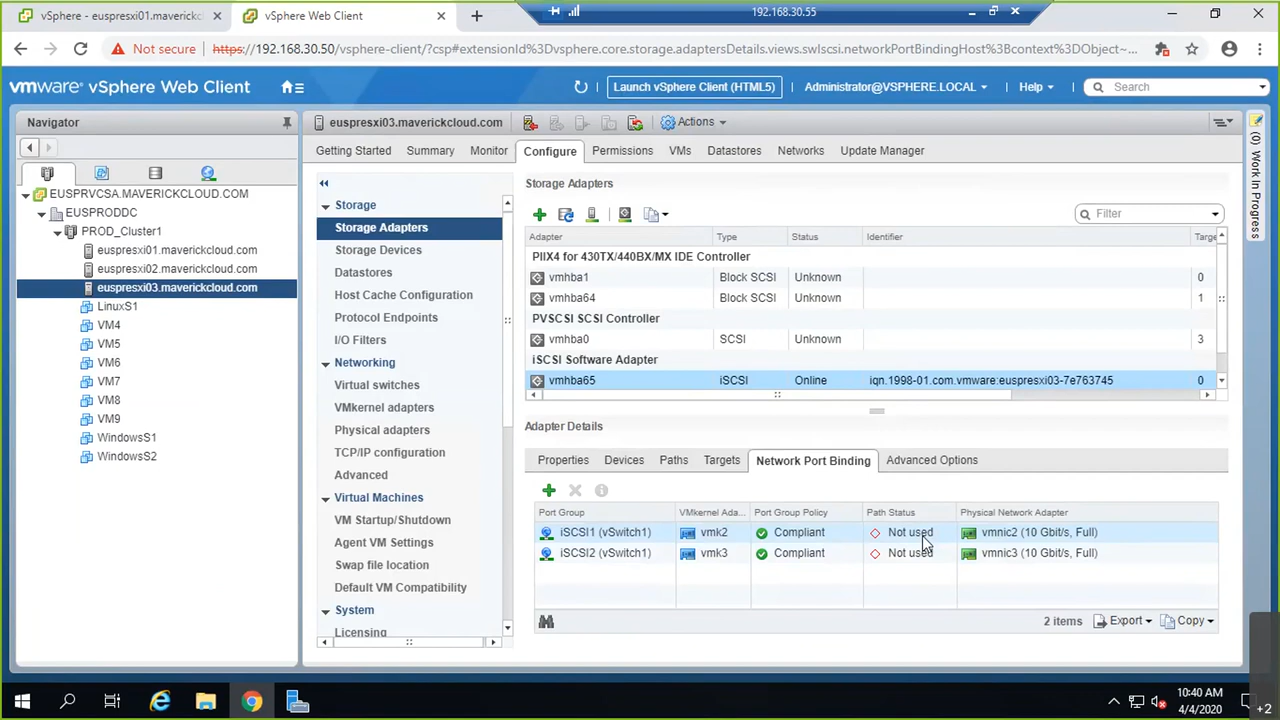 vSphere - euspresxi01.maverickcl
vSphere Web Client
192.168.30.55
Not secure
https://192.168.30.50/vsphere-client/?csp#extensionId%3Dvsphere.core.storage.adaptersDetails.views.swIscsi.networkPortBindingHost%3Bcontext%3DObject~...
vmware® vSphere Web Client
Launch vSphere Client (HTML5)
Administrator@VSPHERE.LOCAL
Help
Search
Navigator
euspresxi03.maverickcloud.com
Actions
Getting Started
Summary
Monitor
Configure
Permissions
VMs
Datastores
Networks
Update Manager
(0) Work In Progress
EUSPRVCSA.MAVERICKCLOUD.COM
EUSPRODDC
PROD_Cluster1
euspresxi01.maverickcloud.com
euspresxi02.maverickcloud.com
euspresxi03.maverickcloud.com
LinuxS1
VM4
VM5
VM6
VM7
VM8
VM9
WindowsS1
WindowsS2
Storage
Storage Adapters
Storage Devices
Datastores
Host Cache Configuration
Protocol Endpoints
I/O Filters
Networking
Virtual switches
VMkernel adapters
Physical adapters
TCP/IP configuration
Advanced
Virtual Machines
VM Startup/Shutdown
Agent VM Settings
Swap file location
Default VM Compatibility
System
Licensing
Storage Adapters
Filter
Adapter Type Status Identifier Targe
PIIX4 for 430TX/440BX/MX IDE Controller
vmhba1 Block SCSI Unknown 0
vmhba64 Block SCSI Unknown 1
PVSCSI SCSI Controller
vmhba0 SCSI Unknown 3
iSCSI Software Adapter
vmhba65 iSCSI Online iqn.1998-01.com.vmware:euspresxi03-7e763745 0
Adapter Details
Properties
Devices
Paths
Targets
Network Port Binding
Advanced Options
Port Group VMkernel Ada... Port Group Policy Path Status Physical Network Adapter
iSCSI1 (vSwitch1) vmk2 Compliant Not used vmnic2 (10 Gbit/s, Full)
iSCSI2 (vSwitch1) vmk3 Compliant Not used vmnic3 (10 Gbit/s, Full)
2 items
Export
Copy
10:40 AM
4/4/2020
+2